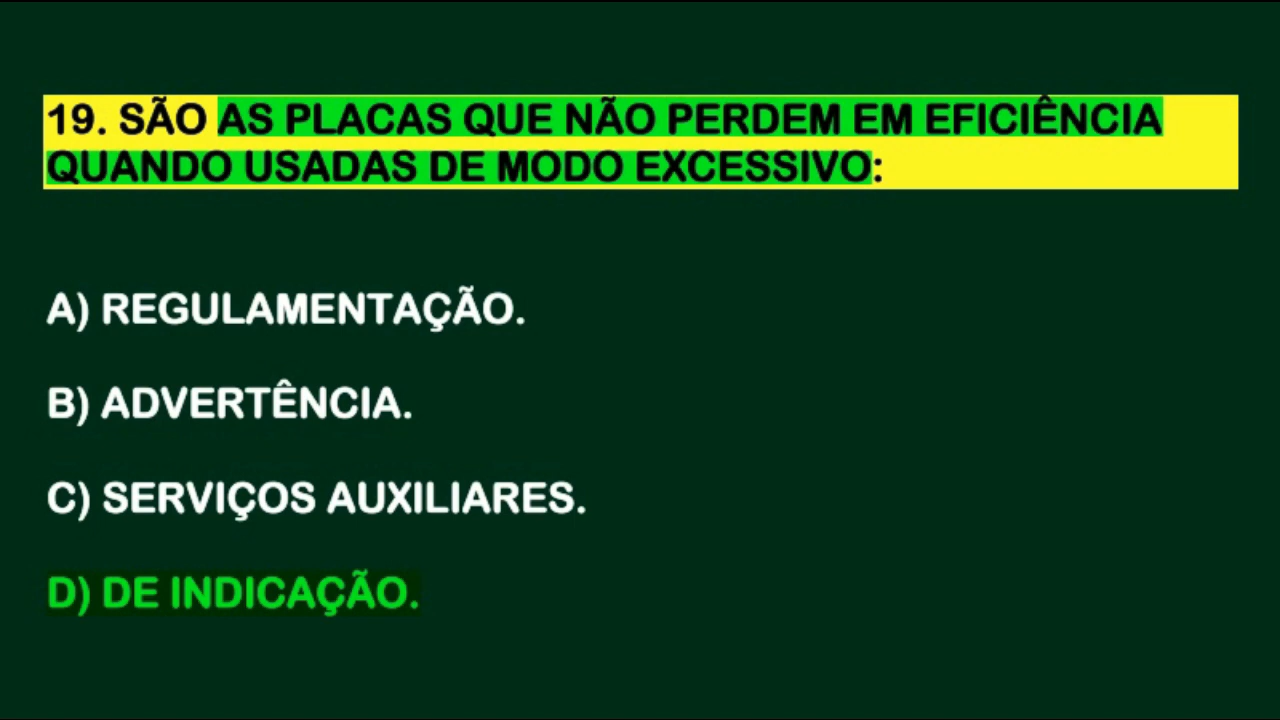 19. SÃO AS PLACAS QUE NÃO PERDEM EM EFICIÊNCIA
QUANDO USADAS DE MODO EXCESSIVO:
A) REGULAMENTAÇÃO.
B) ADVERTÊNCIA.
C) SERVIÇOS AUXILIARES.
D) DE INDICAÇÃO.